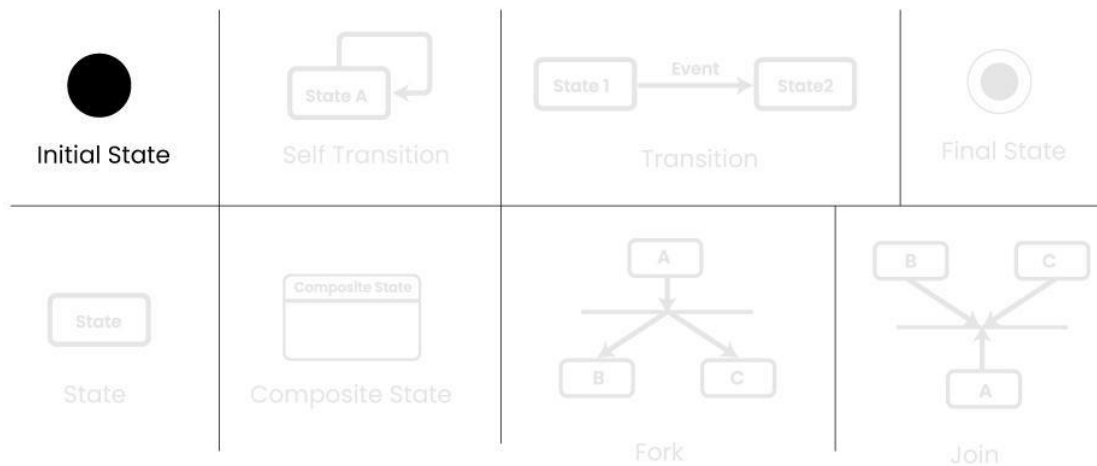 State A
Initial State
Self Transition
State 1
Event
State2
Transition
Final State
State
State
Composite State
Composite State
A
B
C
Fork
B
C
A
Join